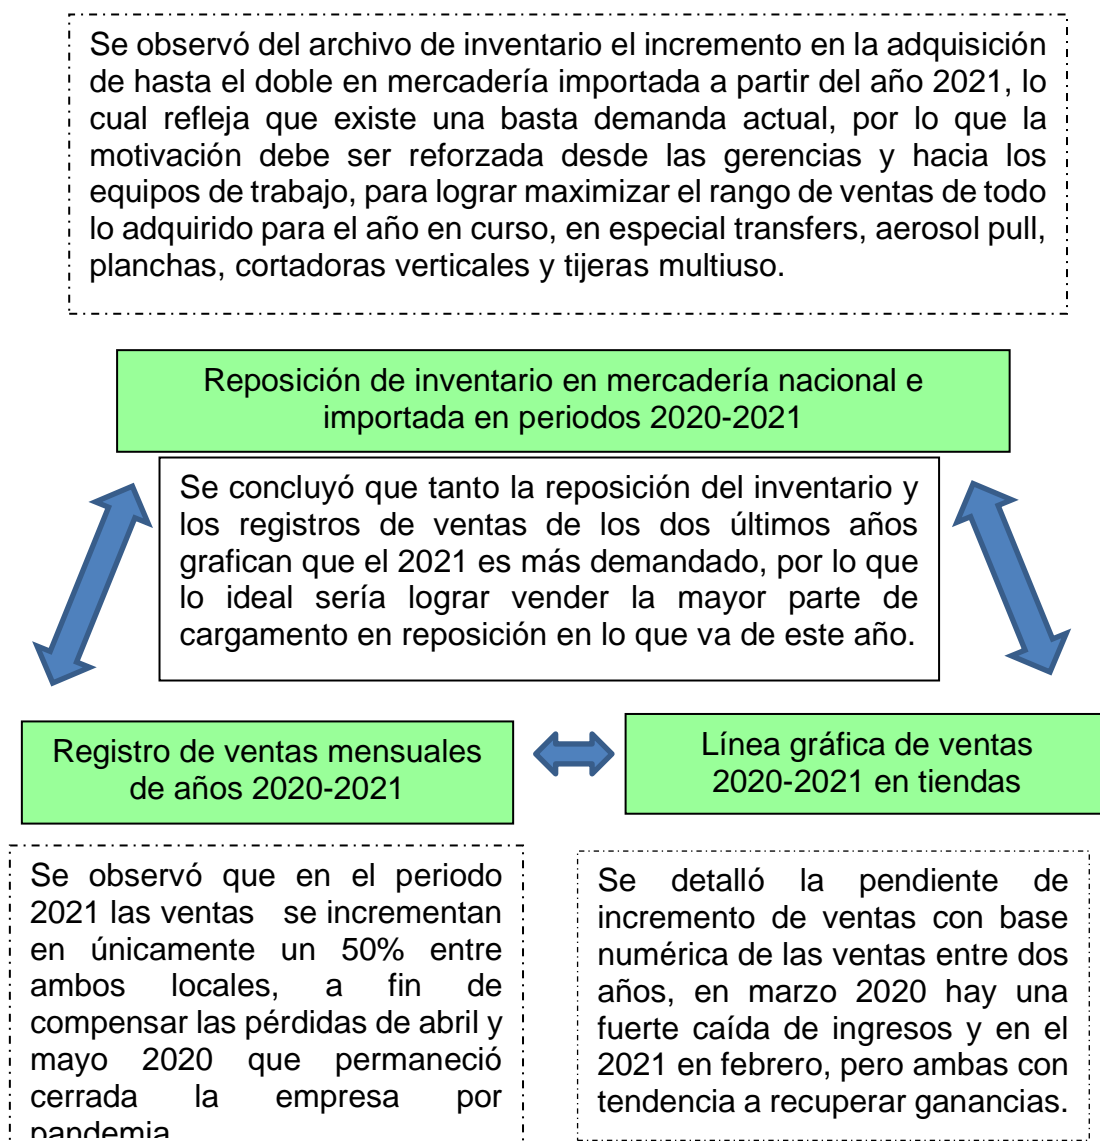 Se observó del archivo de inventario el incremento en la adquisición
de hasta el doble en mercadería importada a partir del año 2021, lo
cual refleja que existe una basta demanda actual, por lo que la
motivación debe ser reforzada desde las gerencias y hacia los
equipos de trabajo, para lograr maximizar el rango de ventas de todo
lo adquirido para el año en curso, en especial transfers, aerosol pull,
planchas, cortadoras verticales y tijeras multiuso.
Reposición de inventario en mercadería nacional e
importada en periodos 2020-2021
Se concluyó que tanto la reposición del inventario y
los registros de ventas de los dos últimos años
grafican que el 2021 es más demandado, por lo que
lo ideal sería lograr vender la mayor parte de
cargamento en reposición en lo que va de este año.
Registro de ventas mensuales
de años 2020-2021
Línea gráfica de ventas
2020-2021 en tiendas
Se observó que en el periodo
2021 las ventas se incrementan
en únicamente un 50% entre
ambos locales, a fin de
compensar las pérdidas de abril y
mayo 2020 que permaneció
cerrada la empresa por
pandemia
Se detalló la pendiente de
incremento de ventas con base
numérica de las ventas entre dos
años, en marzo 2020 hay una
fuerte caída de ingresos y en el
2021 en febrero, pero ambas con
tendencia a recuperar ganancias.